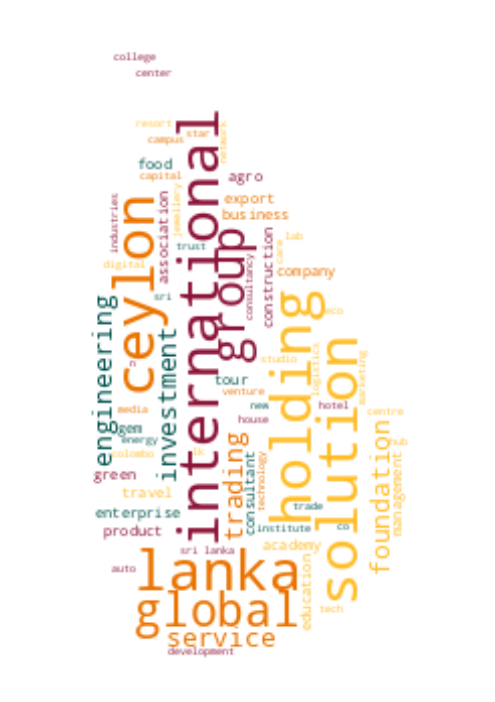 college
center
resort
campus
star
network
international
food
capital
agro
jewellery
export
business
industries
association
ceylon
trust
group
consultancy
construction
care
lab
digital
company
sri
engineering
holding
eco
investment
solution
studio
logistics
marketing
tour
venture
n
media
gem
new
house
hotel
centre
energy
colombo
lk
trading
technology
consultant
foundation
hub
management
green
travel
trade
enterprise
product
institute
co
academy
sri lanka
auto
lanka
education
global
tech
service
development